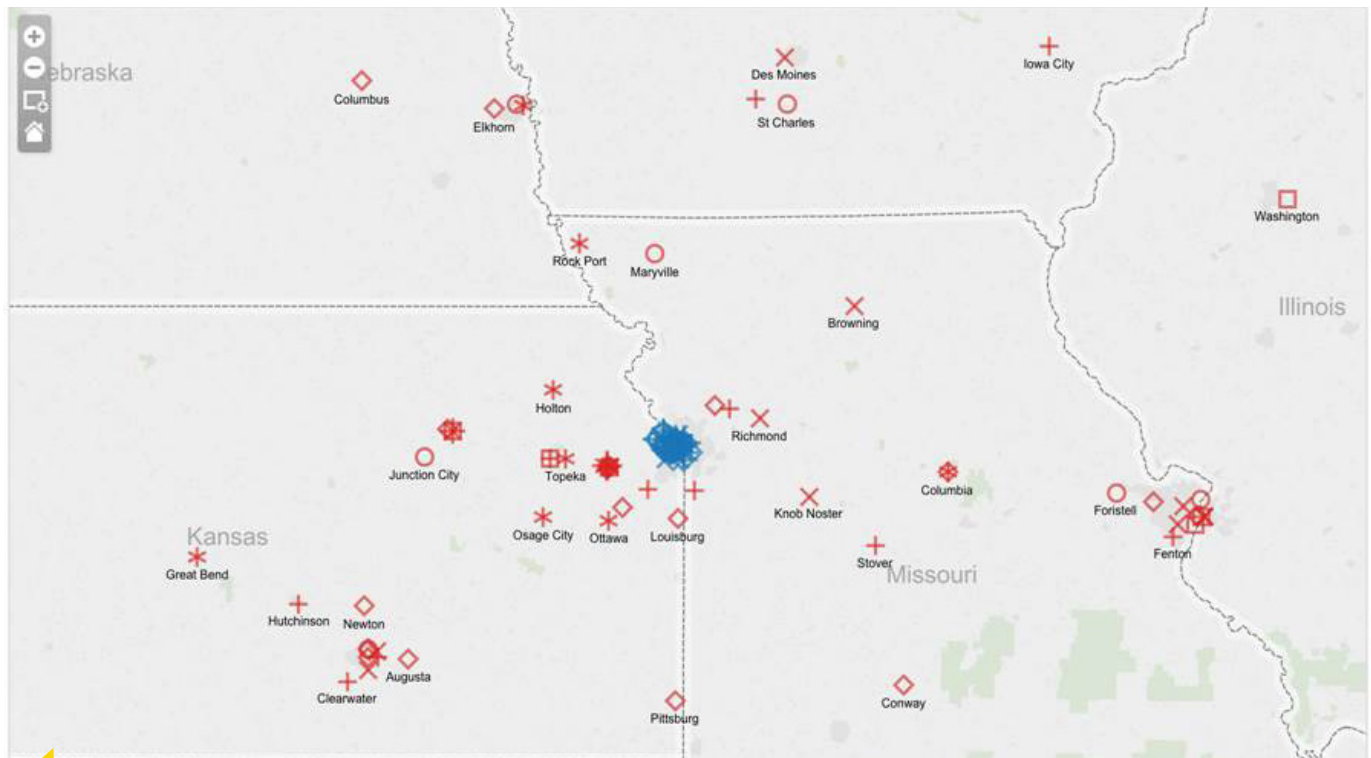 ebraska
Columbus
Elkhorn
Des Moines
St Charles
Iowa City
Washington
Rock Port
Maryville
Browning
Illinois
Holton
Richmond
Junction City
Topeka
Columbia
Knob Noster
Foristell
Osage City
Ottawa
Louisburg
Kansas
Stover
Fenton
Great Bend
Missouri
Hutchinson
Newton
Augusta
Clearwater
Conway
Pittsburg